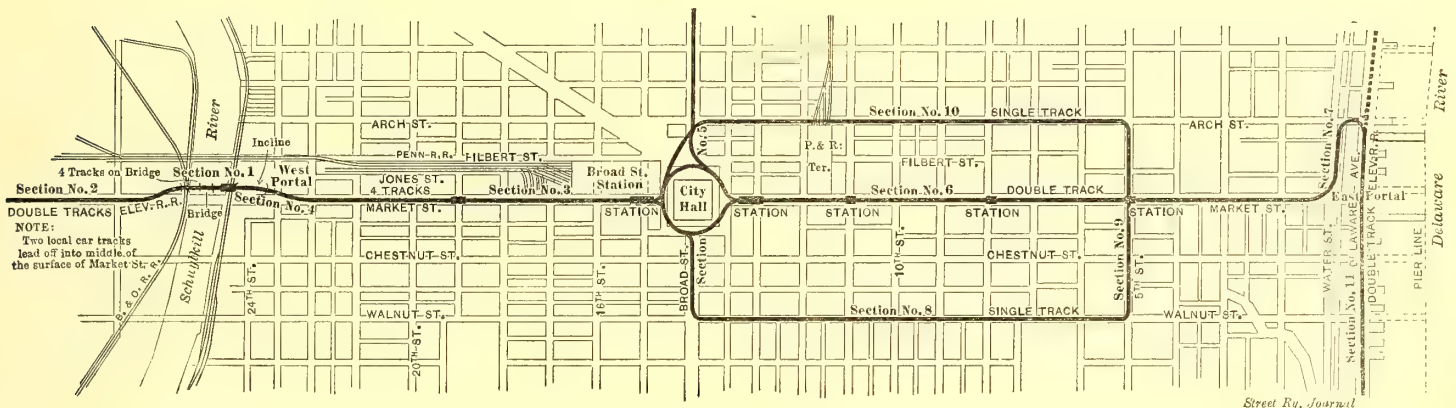 River
Incline
4 Tracks on Bridge
Section No. 1
West
Portal
Section No. 2
DOUBLE TRACKS
ELEV. R. R.
Bridge
Section No. 4
NOTE:
Two local car tracks
lead off into middle of
the surface of Market St.
B. & O. R. R.
Schuylkill
24TH ST.
ARCH ST.
PENN. R.R.
FILBERT ST.
JONES ST.
4 TRACKS
Section No. 3
MARKET ST.
CHESTNUT ST.
WALNUT ST.
20TH ST.
16TH ST.
Broad St.
Station
STATION
City
Hall
No. 5
BROAD ST.
Section
STATION
Section No. 10
SINGLE TRACK
P. & R:
Ter.
FILBERT ST.
Section No. 6
DOUBLE TRACK
STATION
STATION
STATION
10TH ST.
CHESTNUT ST.
Section No. 8
SINGLE TRACK
Section No. 9
5TH ST.
ARCH ST.
MARKET ST.
WALNUT ST.
Section No. 7
East Portal
WATER ST.
DELAWARE AVE.
Section No. 11
DOUBLE TRACK ELEV. R.R.
PIER LINE
Delaware
River
Street Ry. Journal